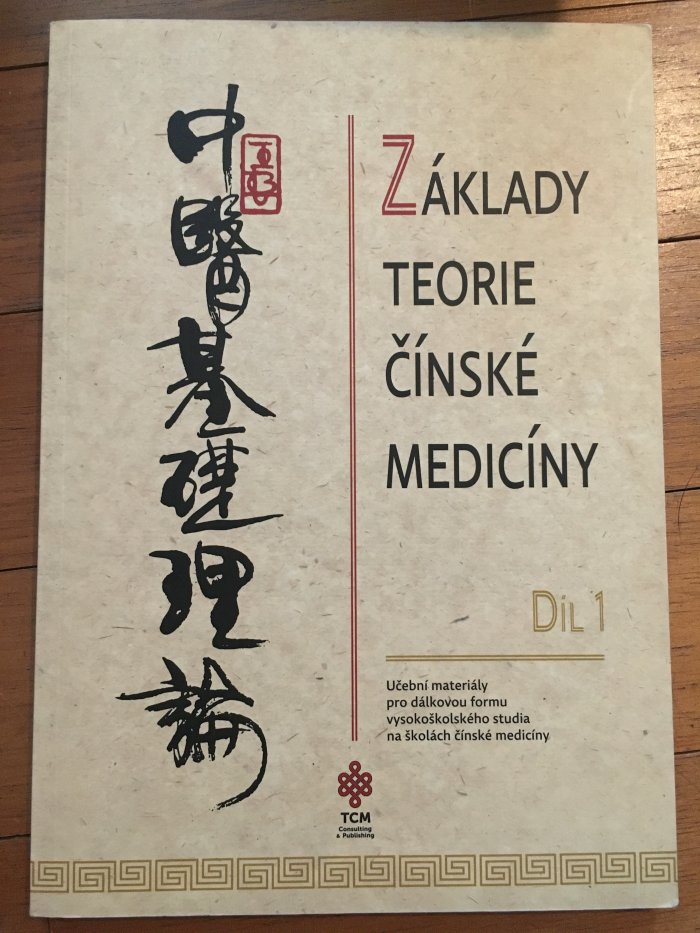 中醫基礎理論
ZÁKLADY
TEORIE
ČÍNSKÉ
MEDICÍNY
DÍL 1
Učební materiály
pro dálkovou formu
vysokoškolského studia
na školách čínské medicíny
TCM
Consulting
& Publishing